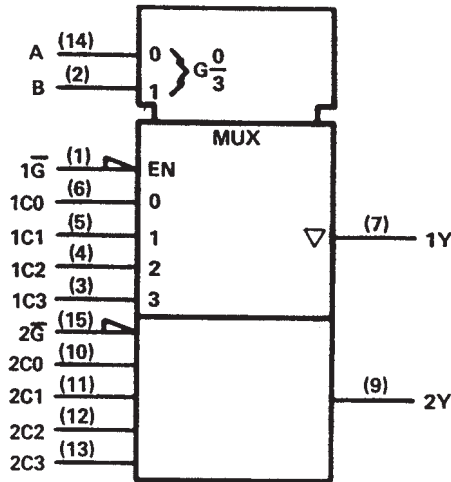 A (14) 0
B (2) 1
} G 0/3
MUX
1G̅ (1) EN
1C0 (6) 0
1C1 (5) 1
▽ (7) 1Y
1C2 (4) 2
1C3 (3) 3
2G̅ (15)
2C0 (10)
2C1 (11)
(9) 2Y
2C2 (12)
2C3 (13)